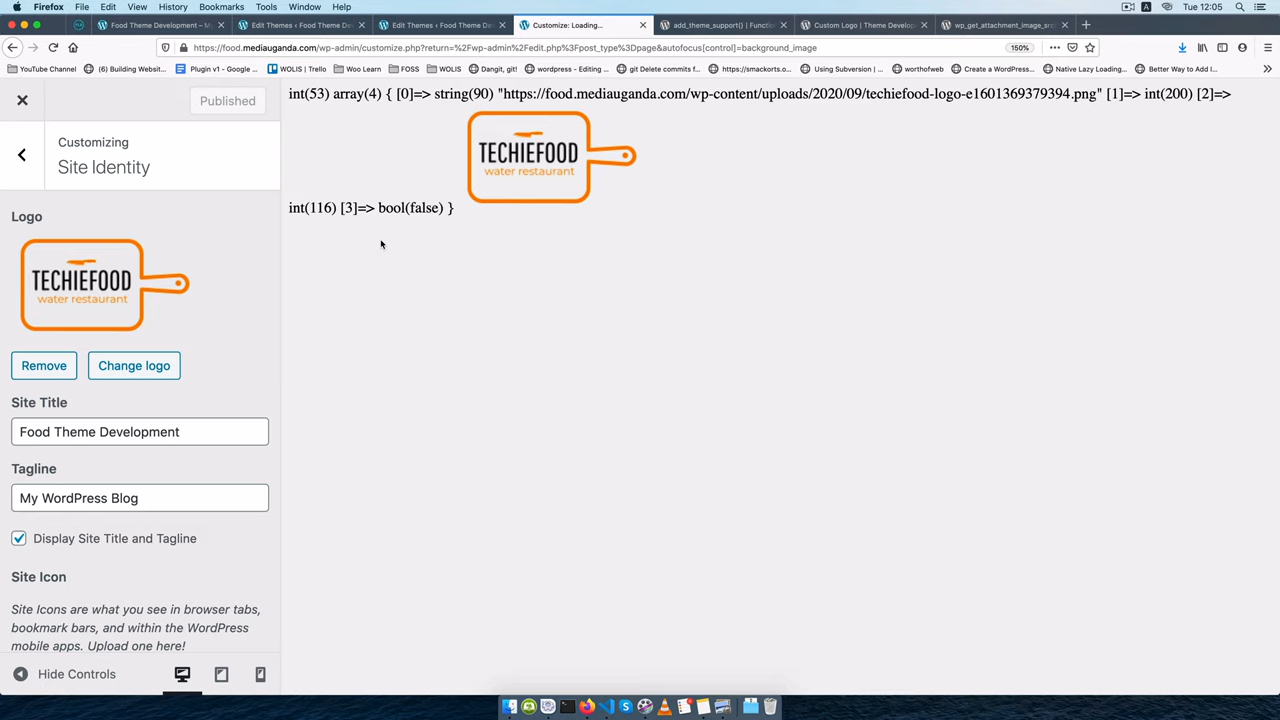 Firefox File Edit View History Bookmarks Tools Window Help
Tue 12:05
Food Theme Development – M
Edit Themes ‹ Food Theme De
Edit Themes ‹ Food Theme De
Customize: Loading...
add_theme_support() | Function
Custom Logo | Theme Develop
wp_get_attachment_image_src
https://food.mediauganda.com/wp-admin/customize.php?return=%2Fwp-admin%2Fedit.php%3Fpost_type%3Dpage&autofocus[control]=background_image
150%
YouTube Channel
(6) Building Websit...
Plugin v1 - Google ...
WOLIS | Trello
Woo Learn
FOSS
WOLIS
Dangit, git!
wordpress - Editing ...
git Delete commits f...
https://smackorts...
Using Subversion ‹ ...
worthofweb
Create a WordPress...
Native Lazy Loading...
Better Way to Add I...
Published
Customizing
Site Identity
Logo
TECHIEFOOD
water restaurant
Remove
Change logo
Site Title
Food Theme Development
Tagline
My WordPress Blog
Display Site Title and Tagline
Site Icon
Site Icons are what you see in browser tabs,
bookmark bars, and within the WordPress
mobile apps. Upload one here!
Hide Controls
int(53) array(4) { [0]=> string(90) "https://food.mediauganda.com/wp-content/uploads/2020/09/techiefood-logo-e1601369379394.png" [1]=> int(200) [2]=>
TECHIEFOOD
water restaurant
int(116) [3]=> bool(false) }